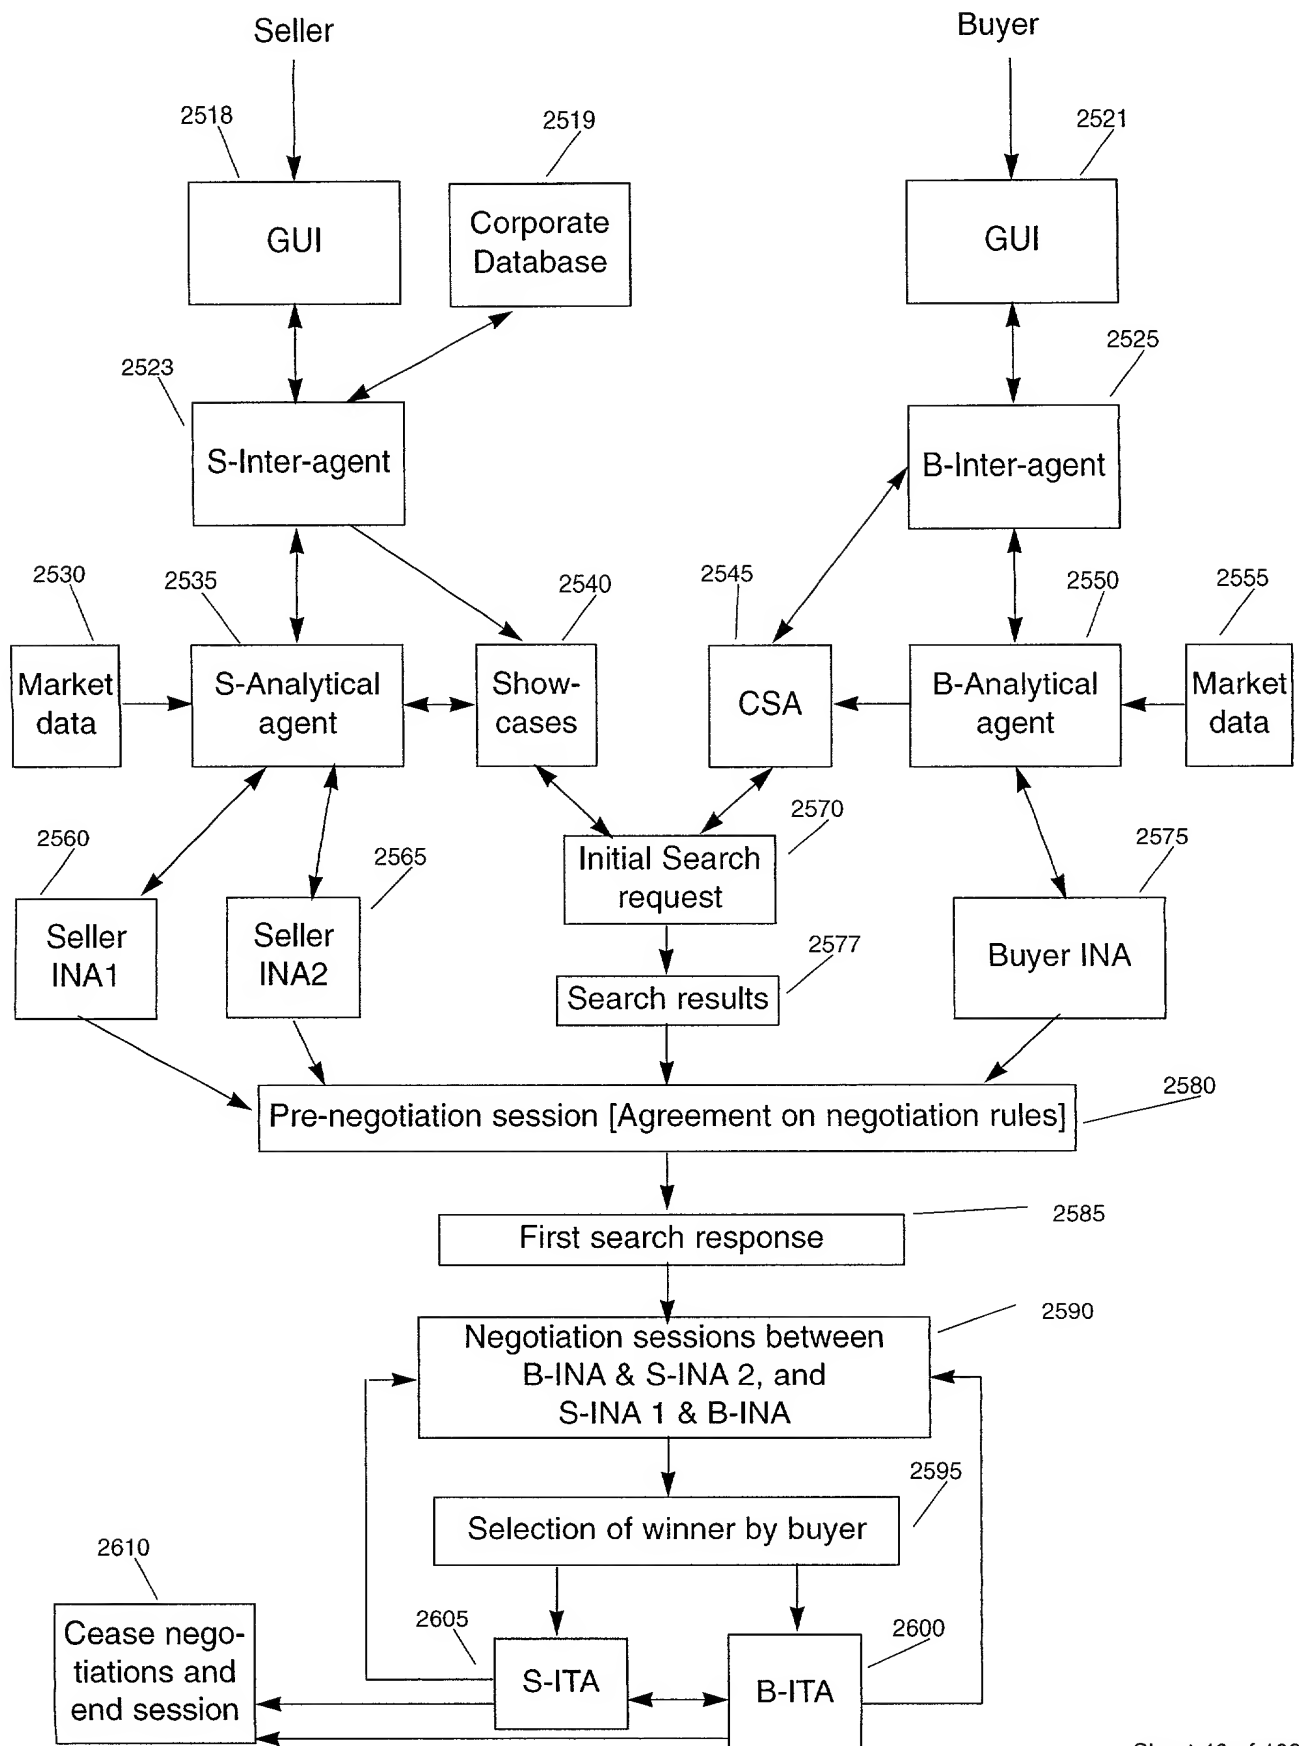 Seller
Buyer
2518
2519
2521
GUI
Corporate
Database
GUI
2523
2525
S-Inter-agent
B-Inter-agent
2530
2535
2540
2545
2550
2555
Market
data
S-Analytical
agent
Show-
cases
CSA
B-Analytical
agent
Market
data
2560
2565
2570
2575
Initial Search
request
Seller
INA1
Seller
INA2
2577
Buyer INA
Search results
2580
Pre-negotiation session [Agreement on negotiation rules]
2585
First search response
2590
Negotiation sessions between
B-INA & S-INA 2, and
S-INA 1 & B-INA
2595
Selection of winner by buyer
2610
2605
2600
Cease nego-
tiations and
end session
S-ITA
B-ITA